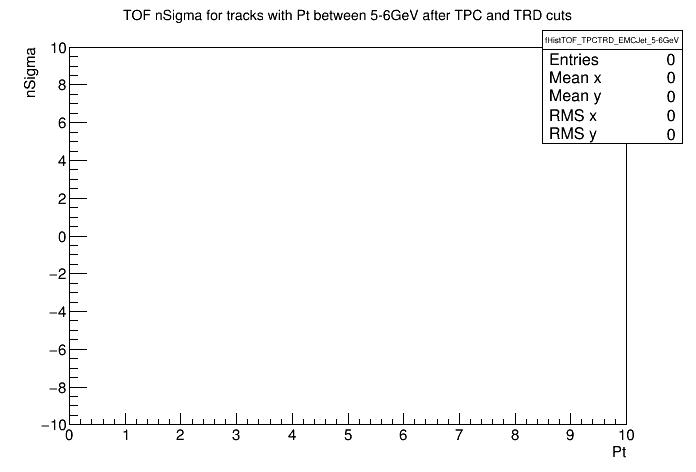 TOF nSigma for tracks with Pt between 5-6GeV after TPC and TRD cuts
fHistTOF_TPCTRD_EMCJet_5-6GeV
Entries 0
Mean x 0
Mean y 0
RMS x 0
RMS y 0
nSigma
10
8
6
4
2
0
−2
−4
−6
−8
−10
0 1 2 3 4 5 6 7 8 9 10
Pt